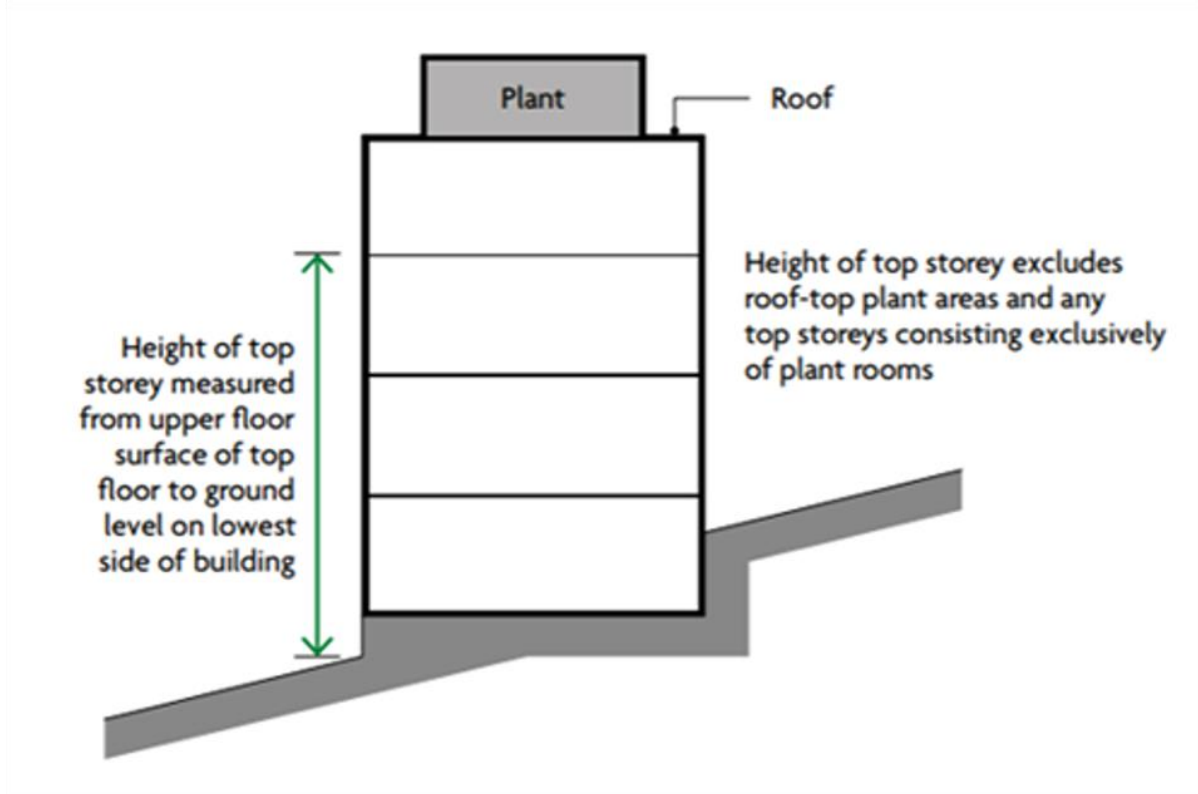 Plant
Roof
Height of top storey excludes
roof-top plant areas and any
top storeys consisting exclusively
of plant rooms
Height of top
storey measured
from upper floor
surface of top
floor to ground
level on lowest
side of building